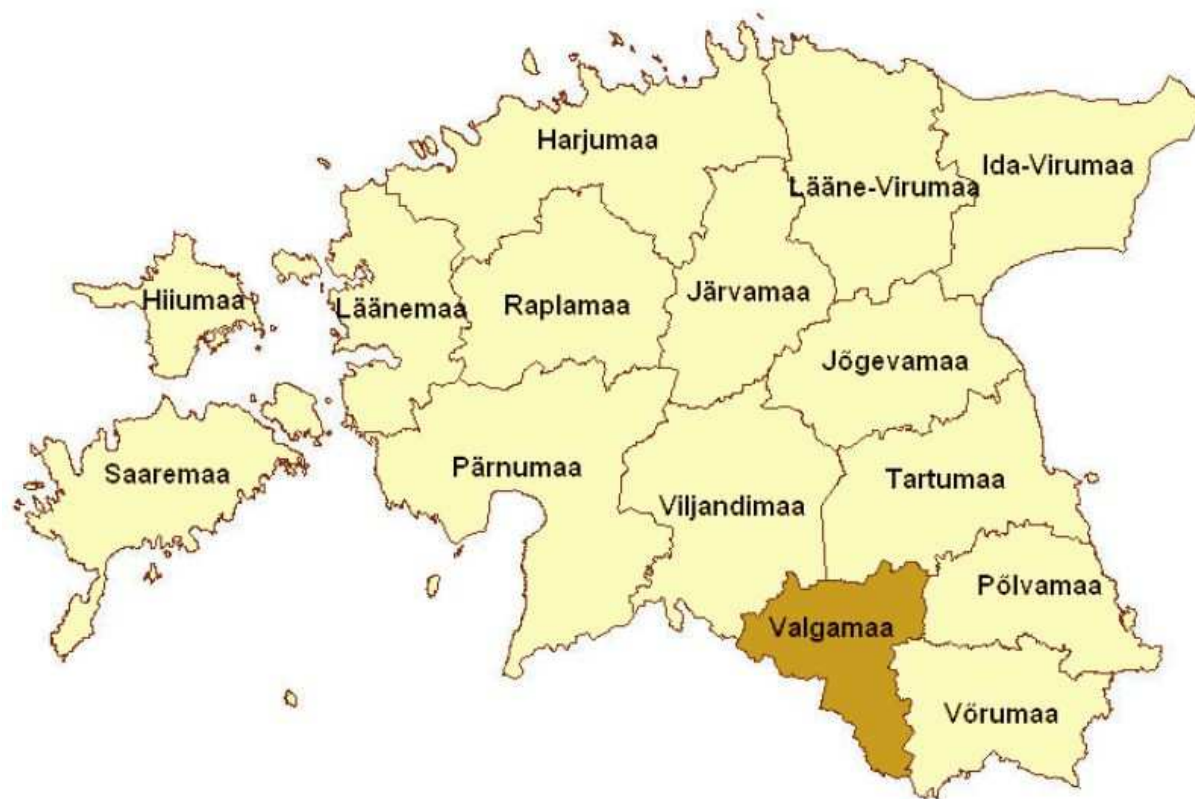 Harjumaa
Lääne-Virumaa
Ida-Virumaa
Hiiumaa
Läänemaa
Raplamaa
Järvamaa
Jõgevamaa
Saaremaa
Pärnumaa
Viljandimaa
Tartumaa
Valgamaa
Põlvamaa
Võrumaa